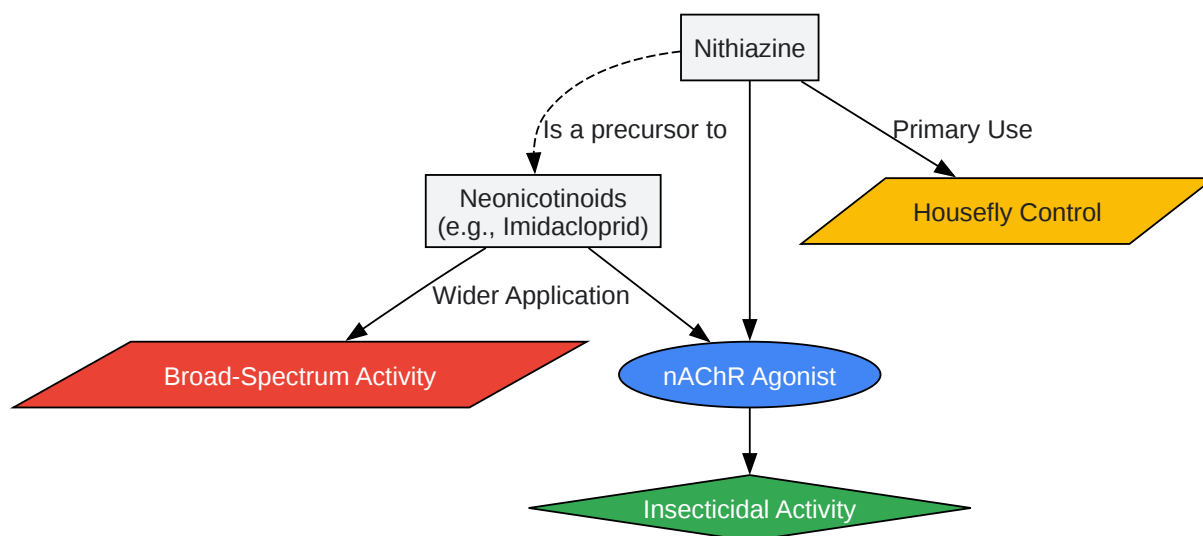 Nithiazine
Is a precursor to
Primary Use
Neonicotinoids
(e.g., Imidacloprid)
Housefly Control
Wider Application
Broad-Spectrum Activity
nAChR Agonist
Insecticidal Activity